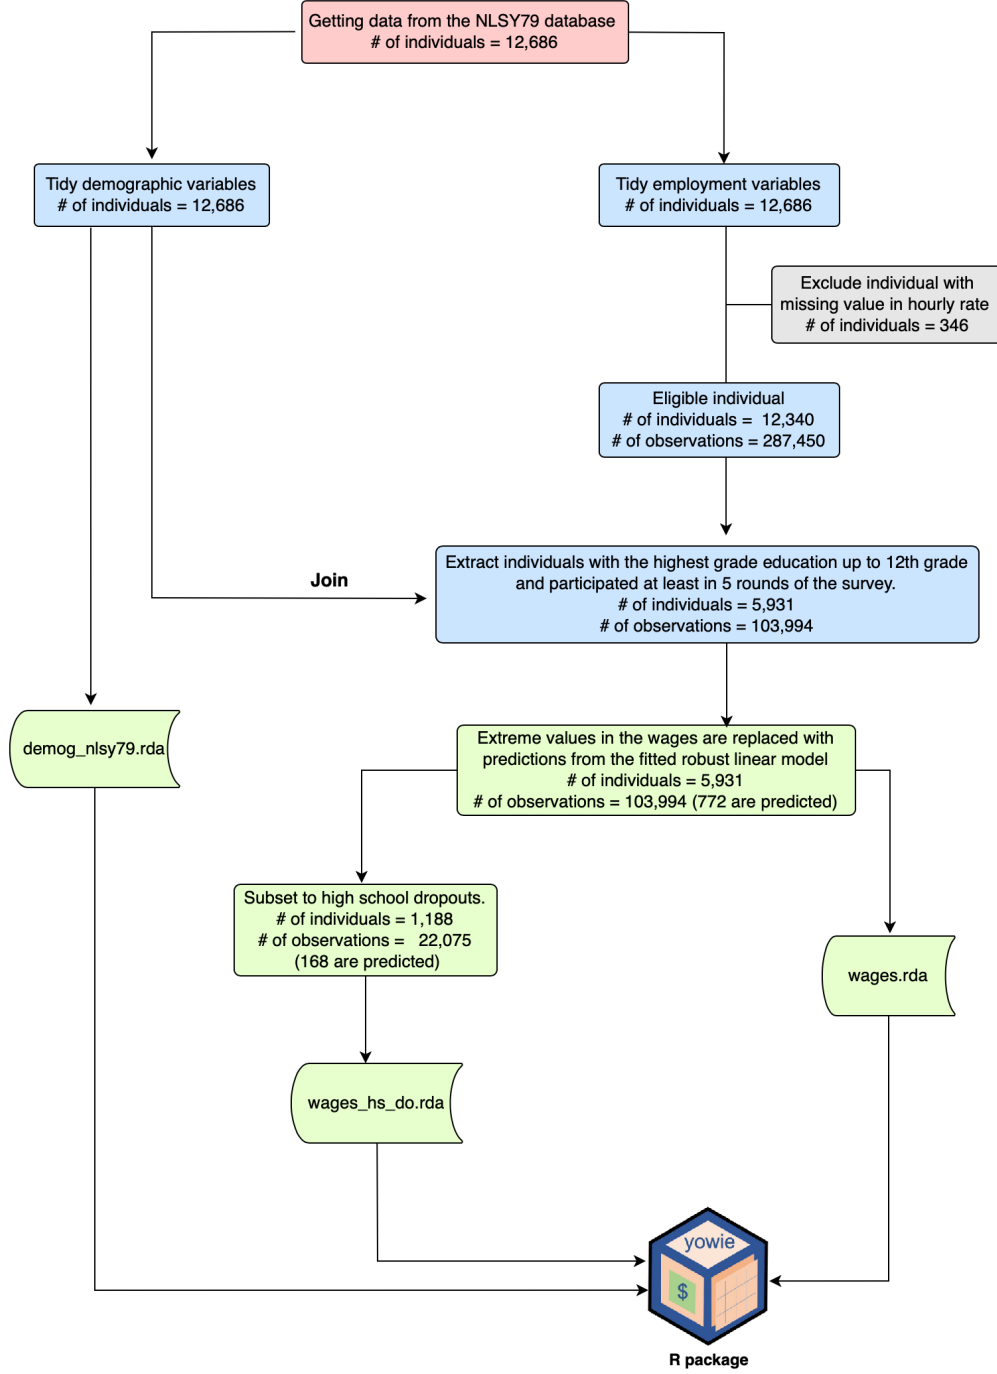 Getting data from the NLSY79 database
# of individuals = 12,686
Tidy demographic variables
# of individuals = 12,686
Tidy employment variables
# of individuals = 12,686
Exclude individual with
missing value in hourly rate
# of individuals = 346
Eligible individual
# of individuals = 12,340
# of observations = 287,450
Extract individuals with the highest grade education up to 12th grade
and participated at least in 5 rounds of the survey.
# of individuals = 5,931
# of observations = 103,994
Join
demog_nlsy79.rda
Extreme values in the wages are replaced with
predictions from the fitted robust linear model
# of individuals = 5,931
# of observations = 103,994 (772 are predicted)
Subset to high school dropouts.
# of individuals = 1,188
# of observations = 22,075
(168 are predicted)
wages.rda
wages_hs_do.rda
yowie
$
R package